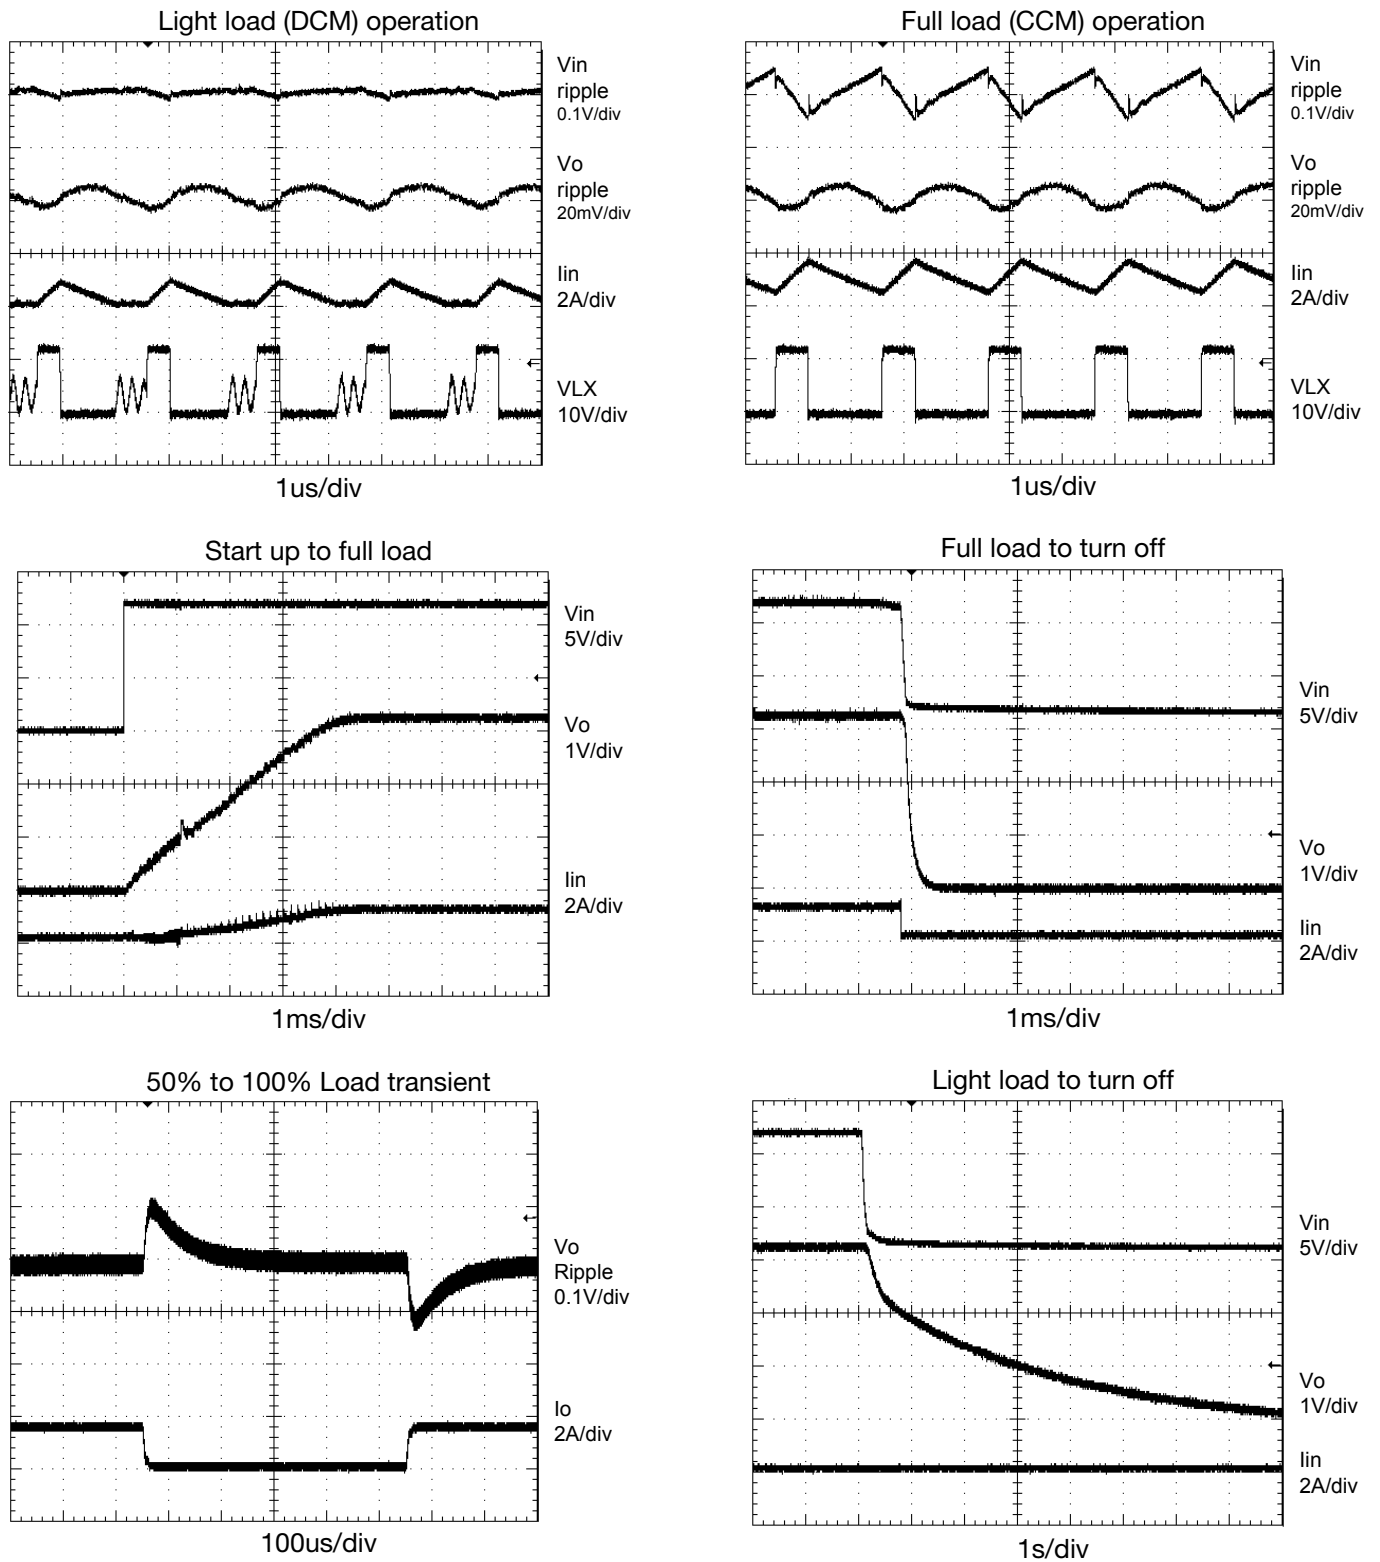 Light load (DCM) operation
Vin
ripple
0.1V/div
Vo
ripple
20mV/div
Iin
2A/div
VLX
10V/div
1us/div
Full load (CCM) operation
Vin
ripple
0.1V/div
Vo
ripple
20mV/div
Iin
2A/div
VLX
10V/div
1us/div
Start up to full load
Vin
5V/div
Vo
1V/div
Iin
2A/div
1ms/div
Full load to turn off
Vin
5V/div
Vo
1V/div
Iin
2A/div
1ms/div
50% to 100% Load transient
Vo
Ripple
0.1V/div
Io
2A/div
100us/div
Light load to turn off
Vin
5V/div
Vo
1V/div
Iin
2A/div
1s/div